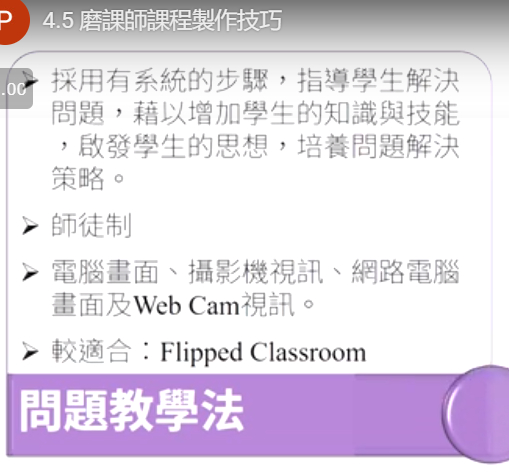 P 4.5 磨課師課程製作技巧
.00
採用有系統的步驟，指導學生解決
問題，藉以增加學生的知識與技能
，啟發學生的思想，培養問題解決
策略。
師徒制
電腦畫面、攝影機視訊、網路電腦
畫面及Web Cam視訊。
較適合：Flipped Classroom
問題教學法